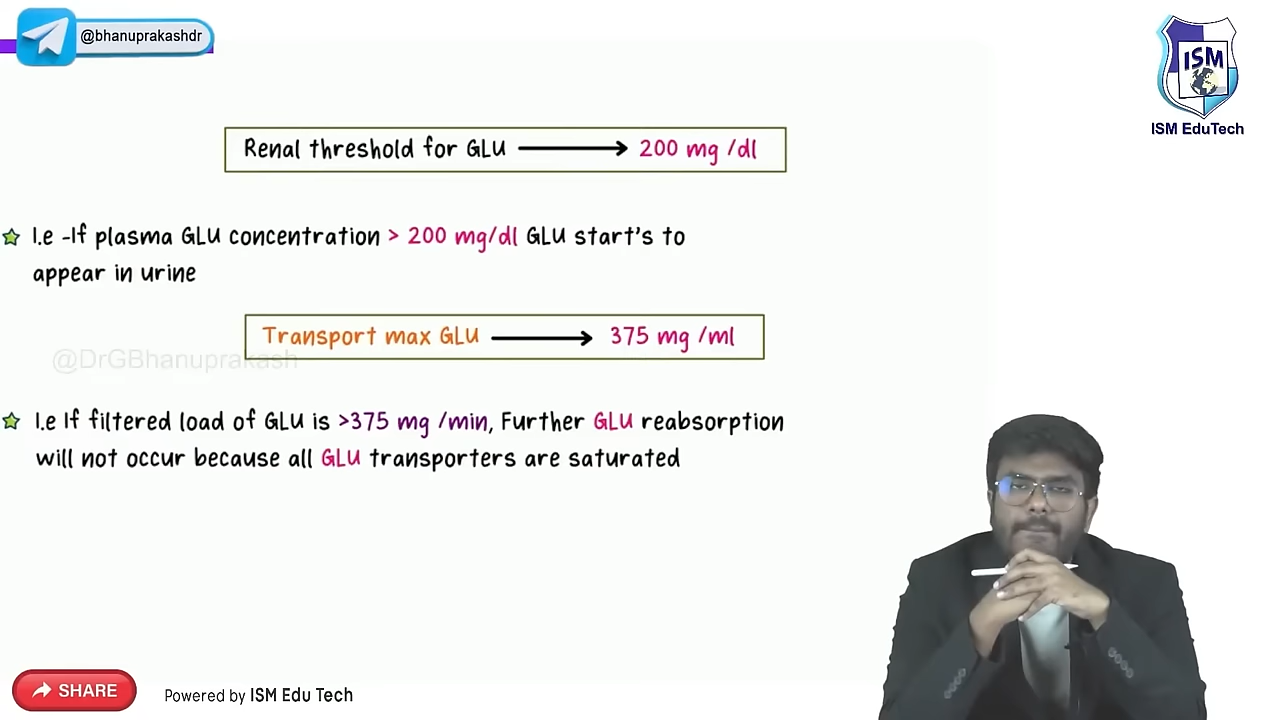 @bhanuprakashdr
ISM
ISM EduTech
Renal threshold for GLU → 200 mg /dl
I.e -If plasma GLU concentration > 200 mg/dl GLU start's to
appear in urine
Transport max GLU → 375 mg /ml
@DrGBhanuprakash
I.e If filtered load of GLU is >375 mg /min, Further GLU reabsorption
will not occur because all GLU transporters are saturated
SHARE
Powered by ISM Edu Tech